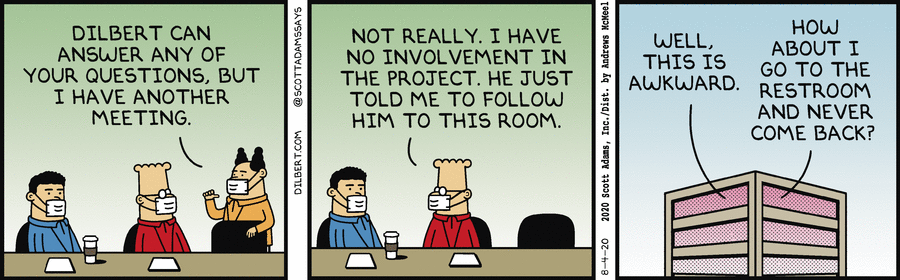 DILBERT CAN
ANSWER ANY OF
YOUR QUESTIONS, BUT
I HAVE ANOTHER
MEETING.
DILBERT.COM @SCOTTADAMSSAYS
NOT REALLY. I HAVE
NO INVOLVEMENT IN
THE PROJECT. HE JUST
TOLD ME TO FOLLOW
HIM TO THIS ROOM.
8-4-20 2020 Scott Adams, Inc./Dist. by Andrews McMeel
WELL,
THIS IS
AWKWARD.
HOW
ABOUT I
GO TO THE
RESTROOM
AND NEVER
COME BACK?